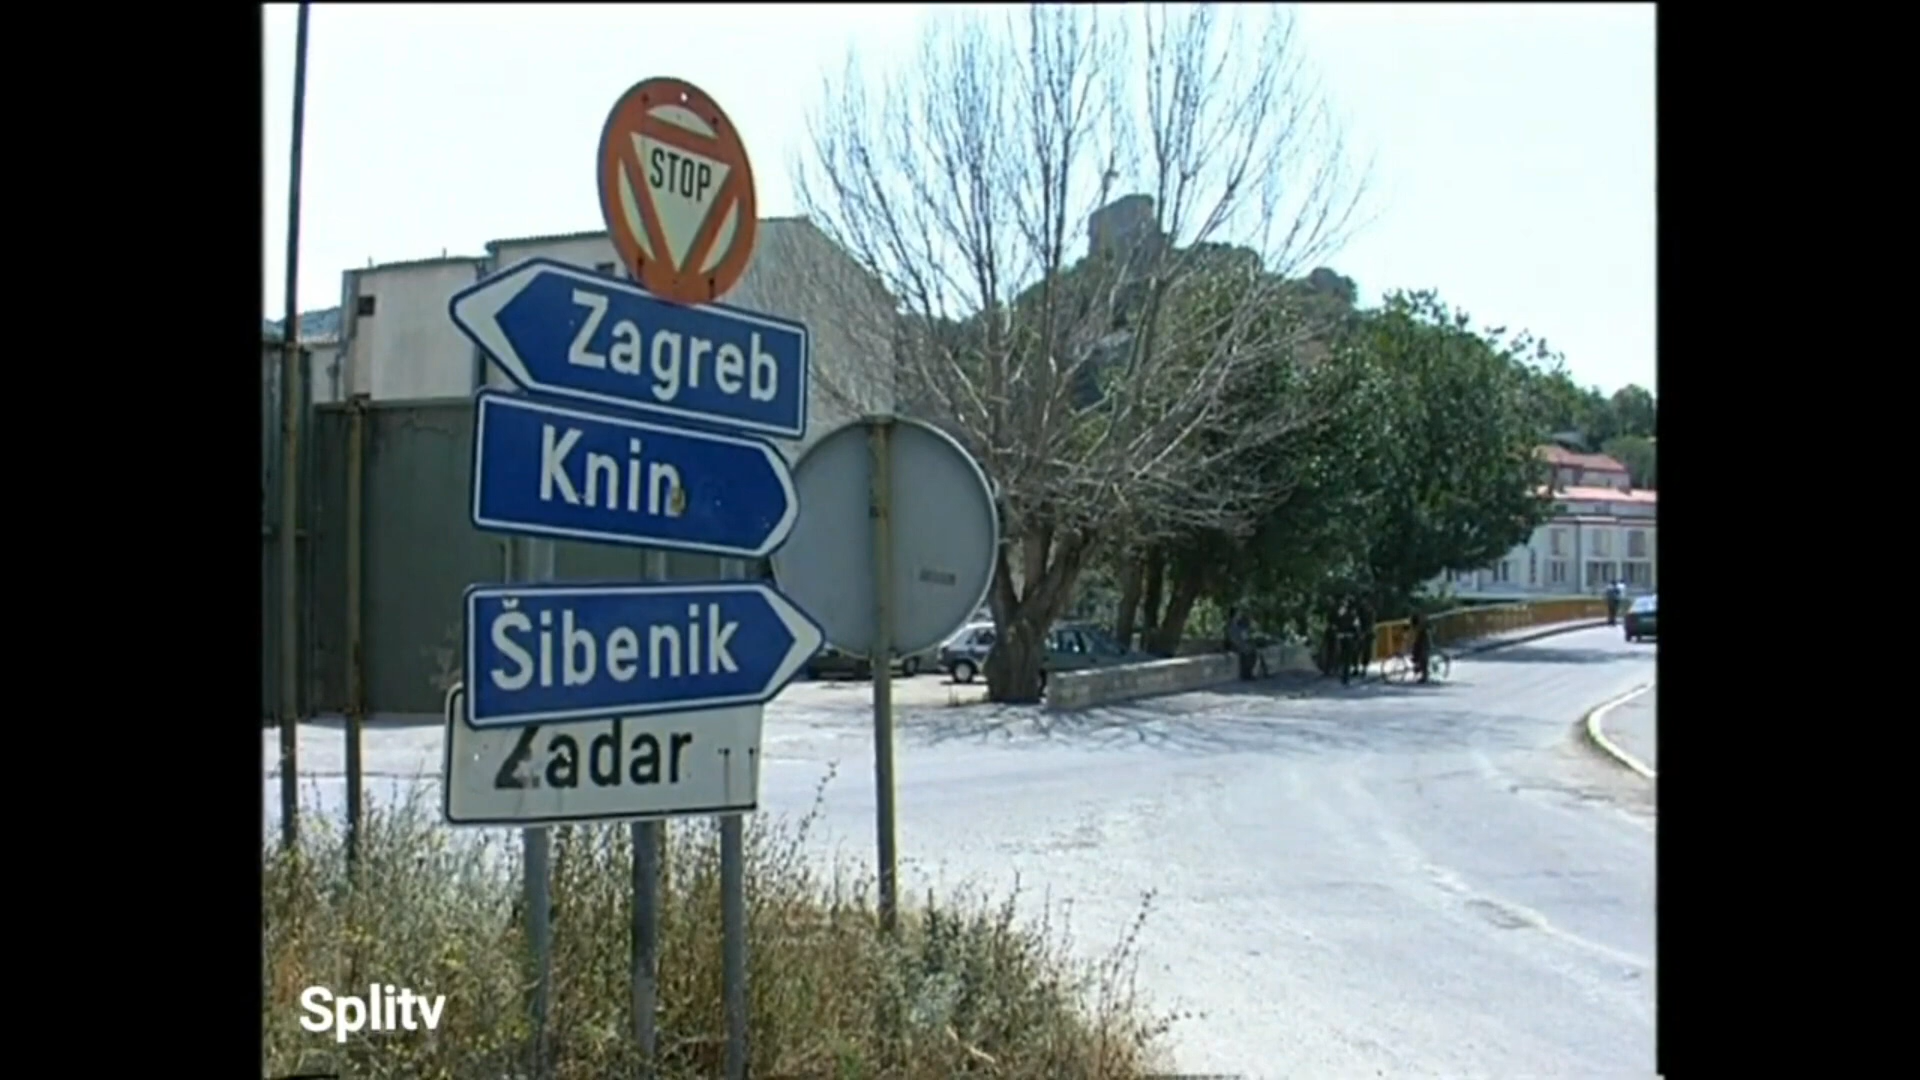 STOP
Zagreb
Knin
Šibenik
Zadar
Splitv